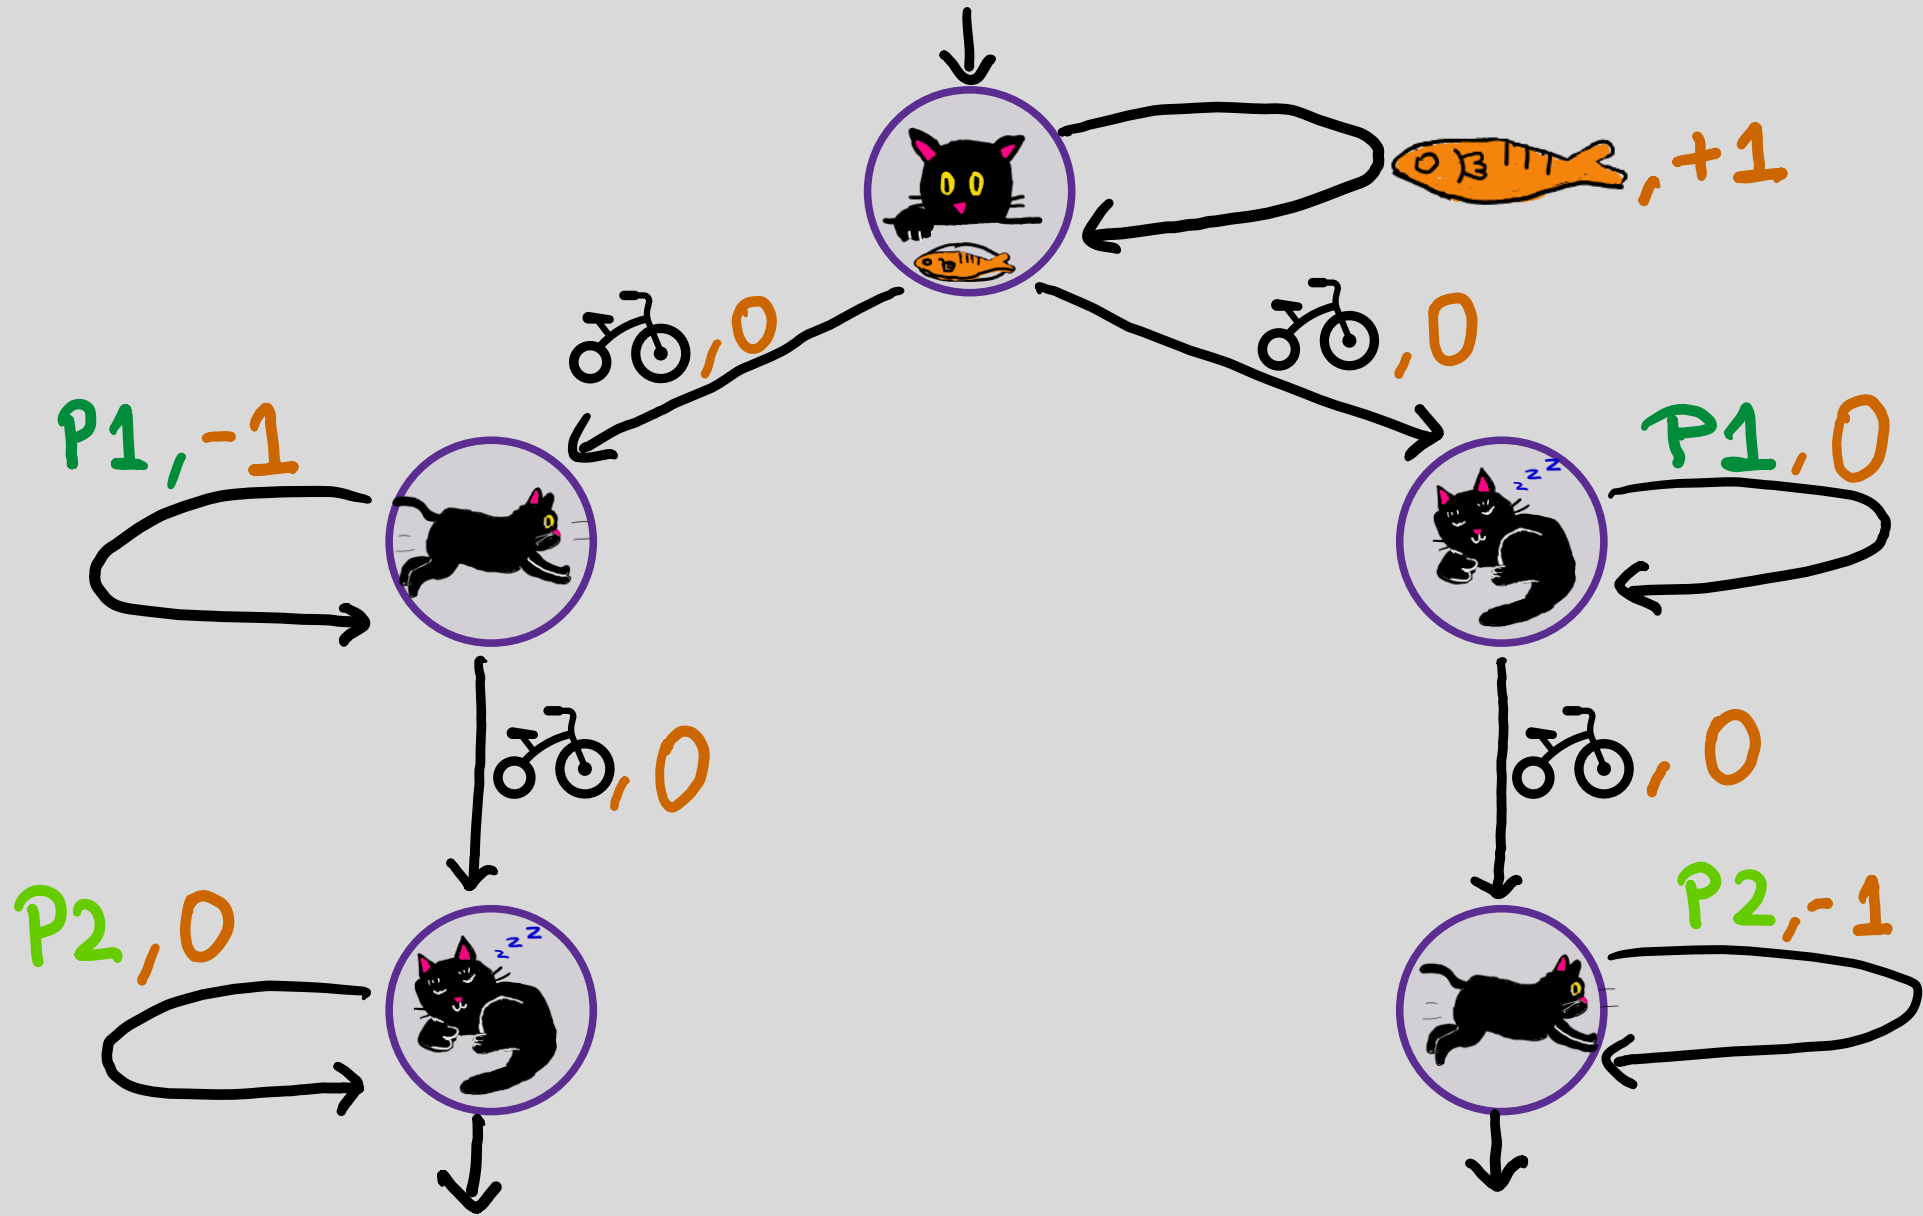 , +1
, 0
, 0
P1, -1
P1, 0
z z z
, 0
, 0
P2, 0
P2, -1
z z z